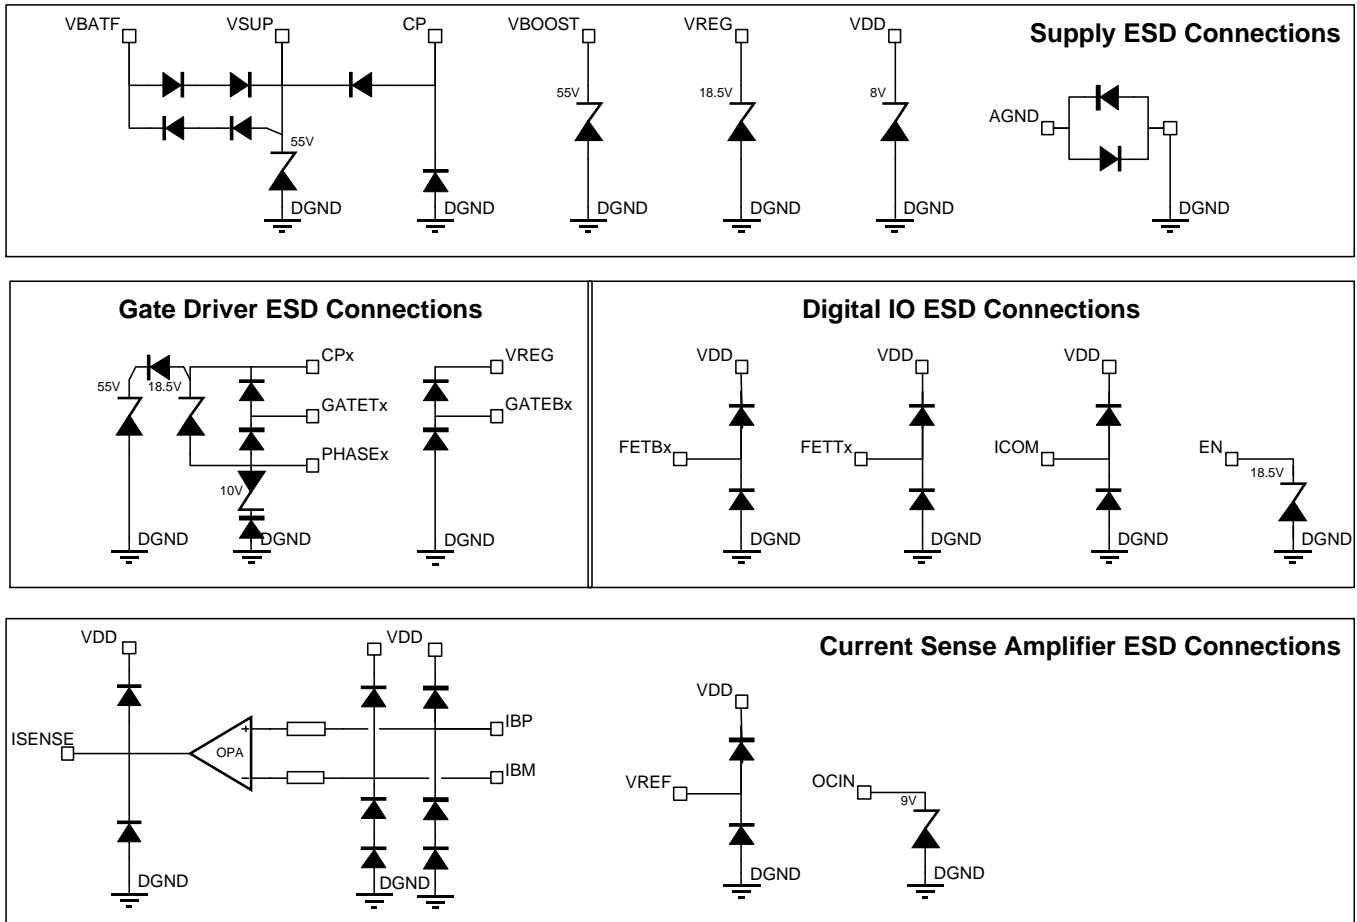 VBATF VSUP CP VBOOST VREG VDD Supply ESD Connections
55V 18.5V 8V
AGND
55V
DGND DGND DGND DGND DGND DGND
Gate Driver ESD Connections
CPx VREG
55V 18.5V
GATETx GATEBx
PHASEx
10V
DGND DGND DGND
Digital IO ESD Connections
VDD VDD VDD
FETBx FETTx ICOM EN
18.5V
DGND DGND DGND DGND
Current Sense Amplifier ESD Connections
VDD VDD
ISENSE OPA + − IBP
IBM
DGND DGND
VDD
VREF OCIN
9V
DGND DGND